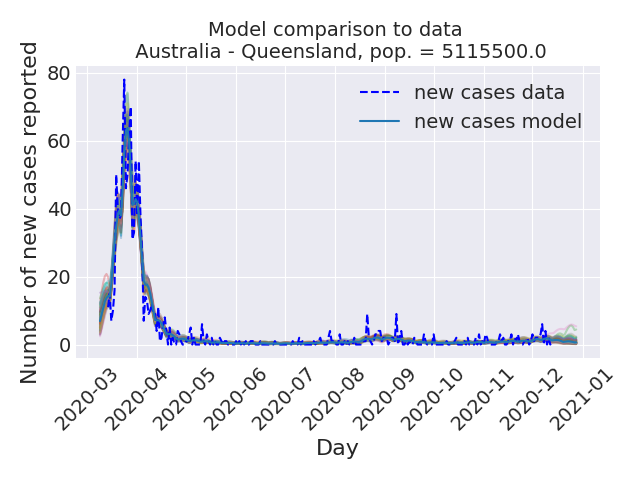 Model comparison to data
Australia - Queensland, pop. = 5115500.0
Number of new cases reported
80
60
40
20
0
new cases data
new cases model
2020-03
2020-04
2020-05
2020-06
2020-07
2020-08
2020-09
2020-10
2020-11
2020-12
2021-01
Day